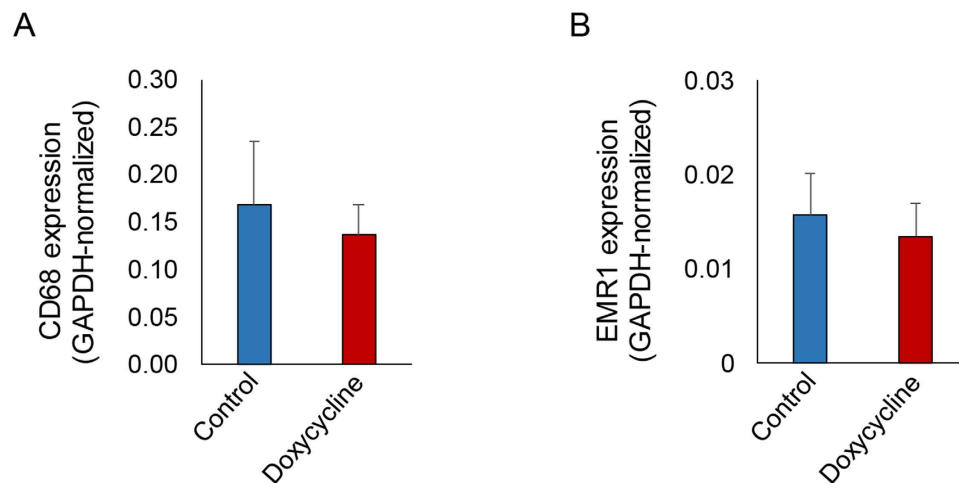 A
CD68 expression
(GAPDH-normalized)
0.30
0.25
0.20
0.15
0.10
0.05
0.00
Control
Doxycycline
B
EMR1 expression
(GAPDH-normalized)
0.03
0.02
0.01
0
Control
Doxycycline